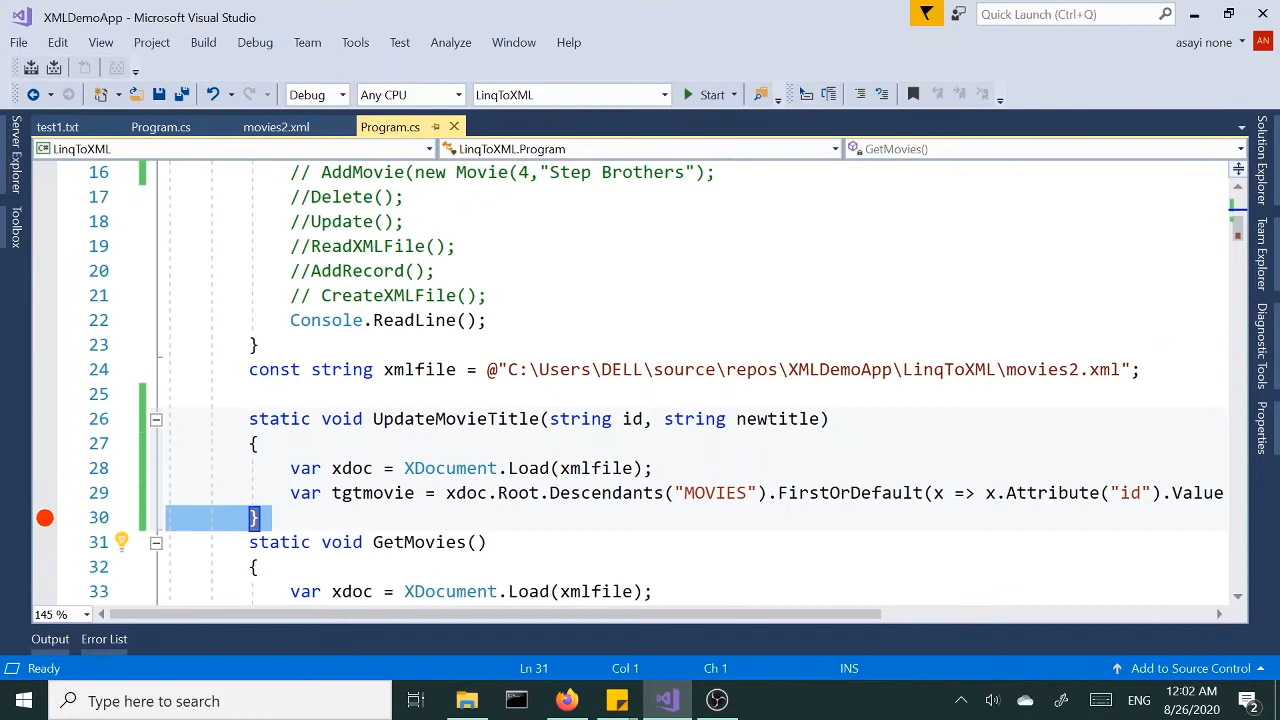 XMLDemoApp - Microsoft Visual Studio
Quick Launch (Ctrl+Q)
File Edit View Project Build Debug Team Tools Test Analyze Window Help
asayi none AN
Debug Any CPU LinqToXML Start
test1.txt Program.cs movies2.xml Program.cs
LinqToXML LinqToXML.Program GetMovies()
16 // AddMovie(new Movie(4,"Step Brothers");
17 //Delete();
18 //Update();
19 //ReadXMLFile();
20 //AddRecord();
21 // CreateXMLFile();
22 Console.ReadLine();
23 }
24 const string xmlfile = @"C:\Users\DELL\source\repos\XMLDemoApp\LinqToXML\movies2.xml";
25
26 static void UpdateMovieTitle(string id, string newtitle)
27 {
28 var xdoc = XDocument.Load(xmlfile);
29 var tgtmovie = xdoc.Root.Descendants("MOVIES").FirstOrDefault(x => x.Attribute("id").Value
30 }
31 static void GetMovies()
32 {
33 var xdoc = XDocument.Load(xmlfile);
Server Explorer
Toolbox
Solution Explorer
Team Explorer
Diagnostic Tools
Properties
145 %
Output Error List
Ready Ln 31 Col 1 Ch 1 INS Add to Source Control
Type here to search
ENG
12:02 AM
8/26/2020
2